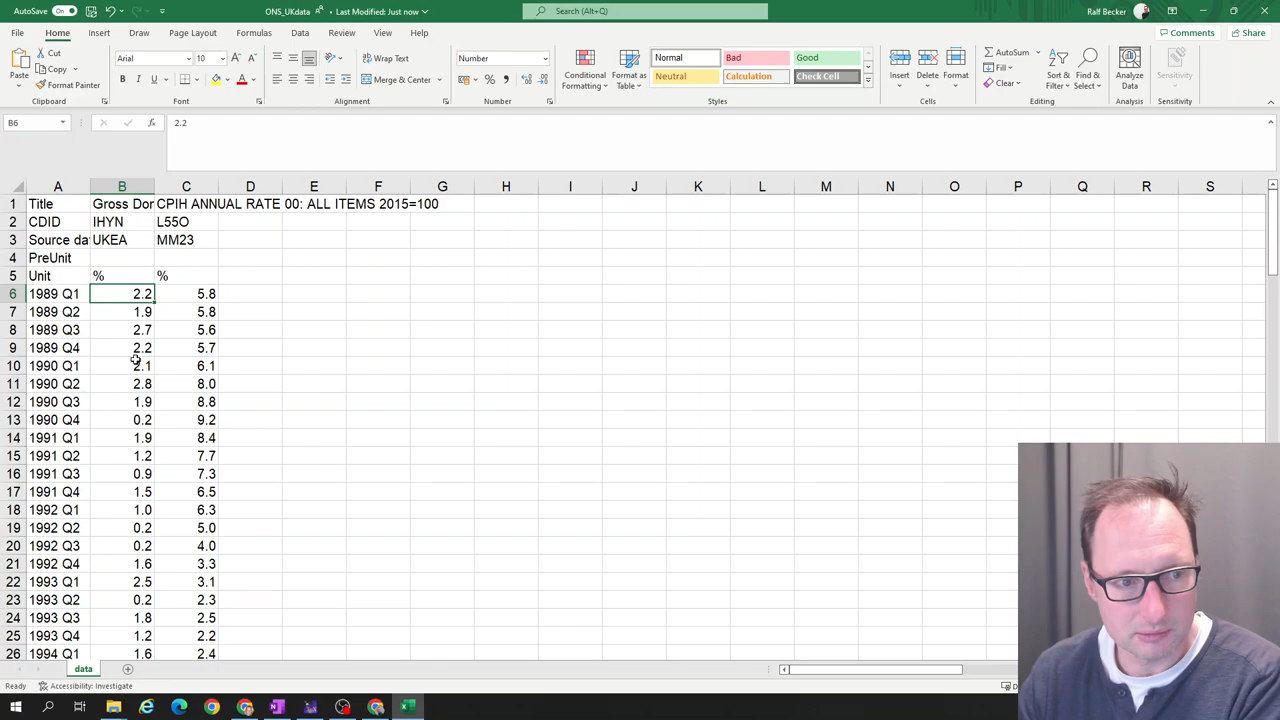 AutoSave On ONS_UKdata • Last Modified: Just now Search (Alt+Q) Ralf Becker
File Home Insert Draw Page Layout Formulas Data Review View Help Comments Share
Paste Cut Copy Format Painter Clipboard
Arial 10 B I U A Font
Wrap Text Merge & Center Alignment
Number % Number
Conditional Formatting Format as Table Normal Bad Good Neutral Calculation Check Cell Styles
Insert Delete Format Cells
AutoSum Fill Clear Sort & Filter Find & Select Editing
Analyze Data Analysis
Sensitivity Sensitivity
B6 fx 2.2
A B C D E F G H I J K L M N O P Q R S
1 Title Gross Dor CPIH ANNUAL RATE 00: ALL ITEMS 2015=100
2 CDID IHYN L55O
3 Source da UKEA MM23
4 PreUnit
5 Unit % %
6 1989 Q1 2.2 5.8
7 1989 Q2 1.9 5.8
8 1989 Q3 2.7 5.6
9 1989 Q4 2.2 5.7
10 1990 Q1 2.1 6.1
11 1990 Q2 2.8 8.0
12 1990 Q3 1.9 8.8
13 1990 Q4 0.2 9.2
14 1991 Q1 1.9 8.4
15 1991 Q2 1.2 7.7
16 1991 Q3 0.9 7.3
17 1991 Q4 1.5 6.5
18 1992 Q1 1.0 6.3
19 1992 Q2 0.2 5.0
20 1992 Q3 0.2 4.0
21 1992 Q4 1.6 3.3
22 1993 Q1 2.5 3.1
23 1993 Q2 0.2 2.3
24 1993 Q3 1.8 2.5
25 1993 Q4 1.2 2.2
26 1994 Q1 1.6 2.4
data
Ready Accessibility: Investigate